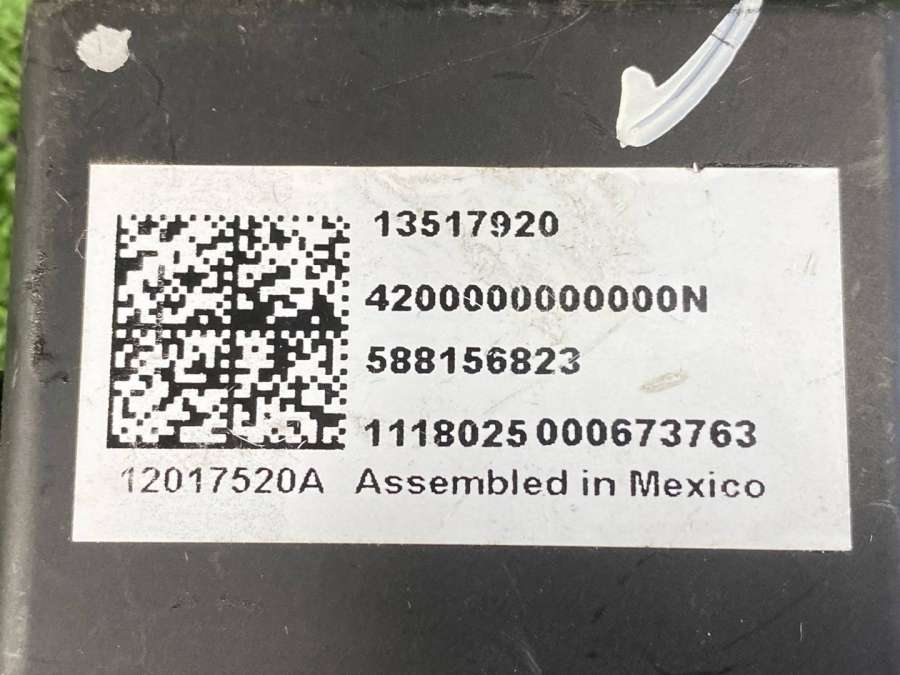 13517920
4200000000000N
588156823
1118025 000673763
12017520A Assembled in Mexico